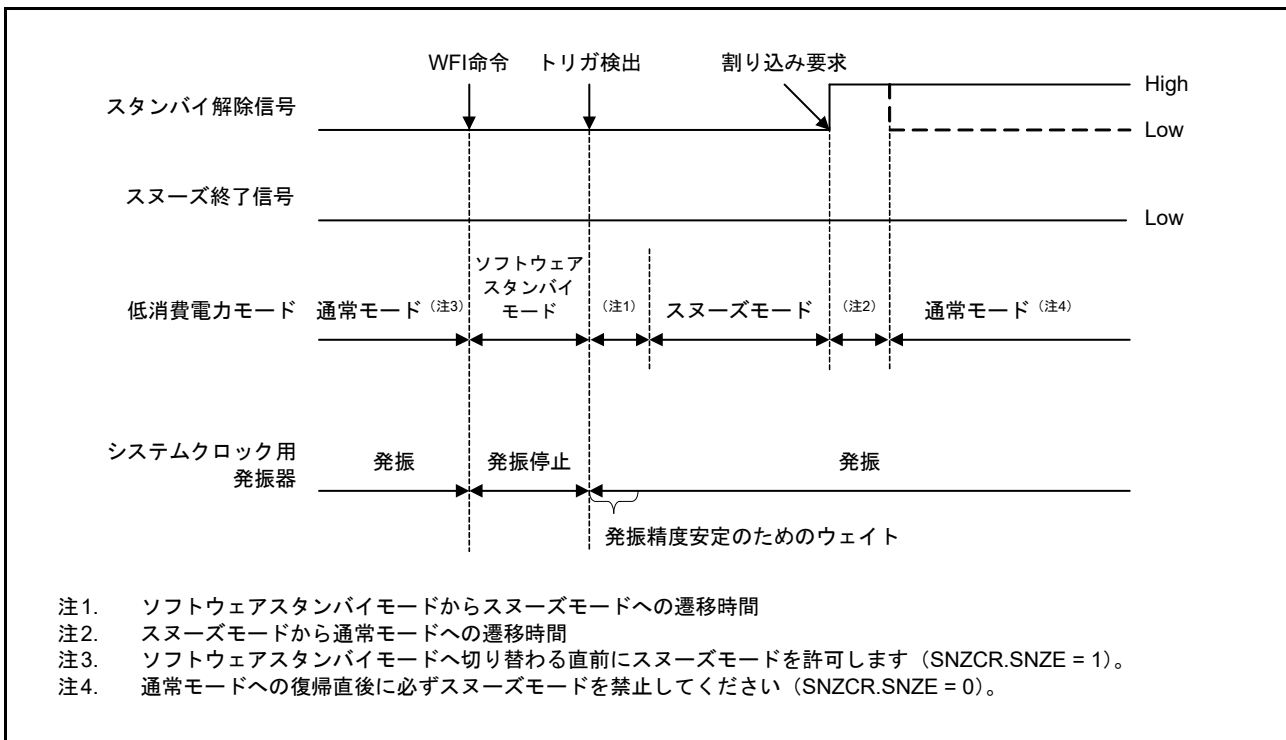 WFI命令 トリガ検出 割り込み要求
スタンバイ解除信号
High
Low
スヌーズ終了信号
Low
低消費電力モード
通常モード（注3）
ソフトウェア
スタンバイ
モード
（注1）
スヌーズモード
（注2）
通常モード（注4）
システムクロック用
発振器
発振
発振停止
発振
発振精度安定のためのウェイト
注1. ソフトウェアスタンバイモードからスヌーズモードへの遷移時間
注2. スヌーズモードから通常モードへの遷移時間
注3. ソフトウェアスタンバイモードへ切り替わる直前にスヌーズモードを許可します（SNZCR.SNZE = 1）。
注4. 通常モードへの復帰直後に必ずスヌーズモードを禁止してください（SNZCR.SNZE = 0）。